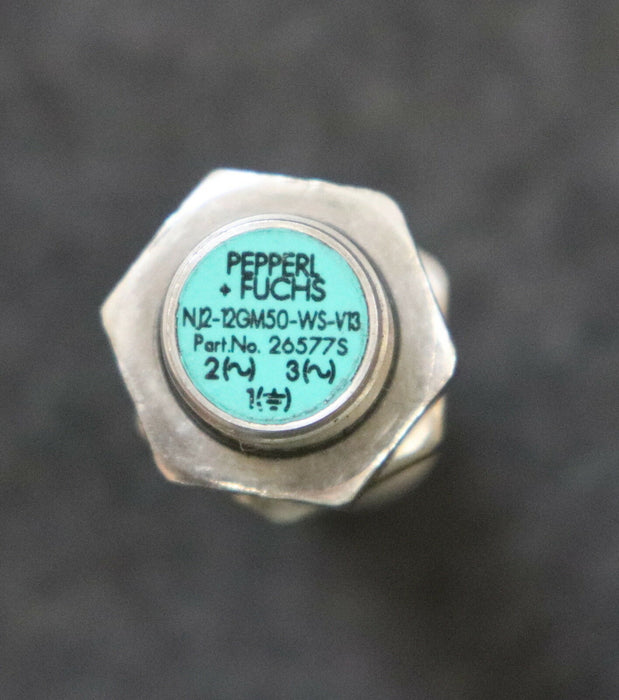 PEPPERL
+ FUCHS
NJ2-12GM50-WS-V13
Part.No. 26577S
2(~) 3(~)
1(⏚)